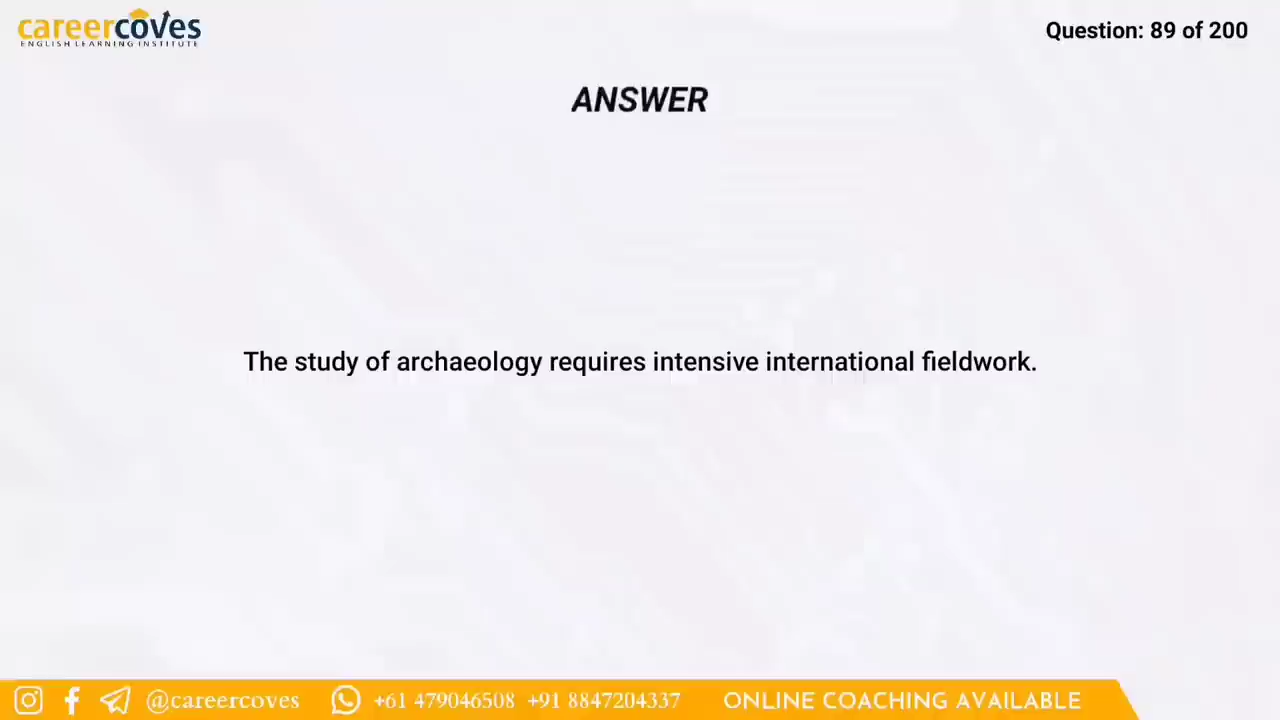 careercoves
ENGLISH LEARNING INSTITUTE
Question: 89 of 200
ANSWER
The study of archaeology requires intensive international fieldwork.
@careercoves +61 479046508 +91 8847204337 ONLINE COACHING AVAILABLE